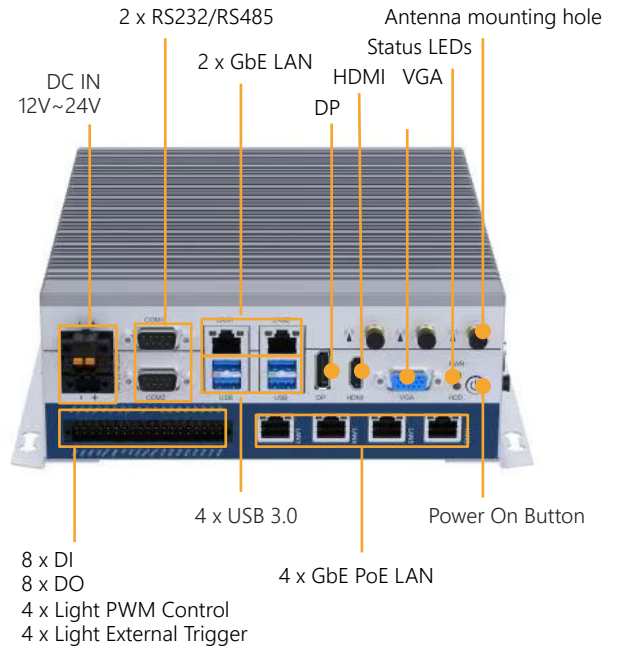 2 x RS232/RS485
Antenna mounting hole
Status LEDs
2 x GbE LAN
HDMI
VGA
DC IN
12V~24V
DP
COM1
PWR
COM2
USB
USB
DP
HDMI
VGA
HDD
4 x USB 3.0
Power On Button
4 x GbE PoE LAN
8 x DI
8 x DO
4 x Light PWM Control
4 x Light External Trigger